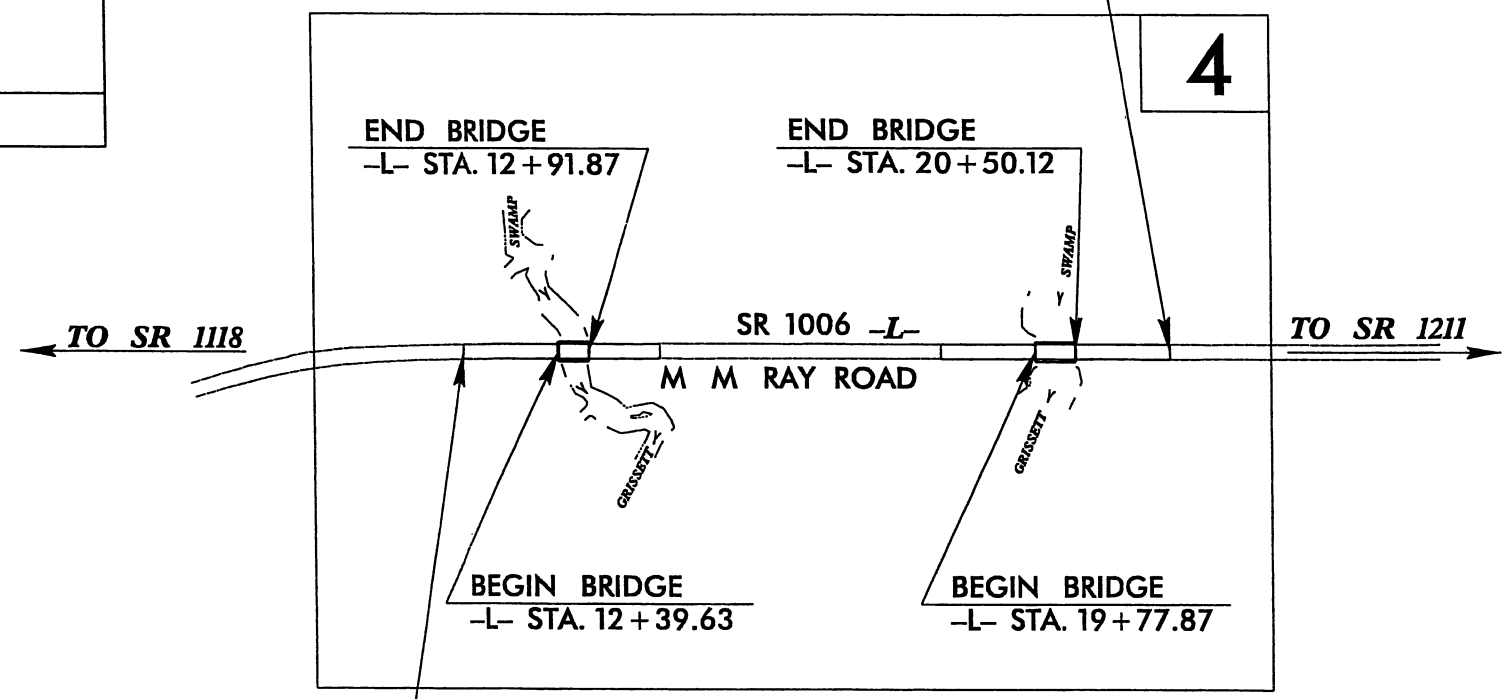 4
END BRIDGE
-L- STA. 12+91.87
END BRIDGE
-L- STA. 20+50.12
SWAMP
SWAMP
TO SR 1118
SR 1006 -L-
TO SR 1211
M M RAY ROAD
GRISSETT
GRISSETT
BEGIN BRIDGE
-L- STA. 12+39.63
BEGIN BRIDGE
-L- STA. 19+77.87